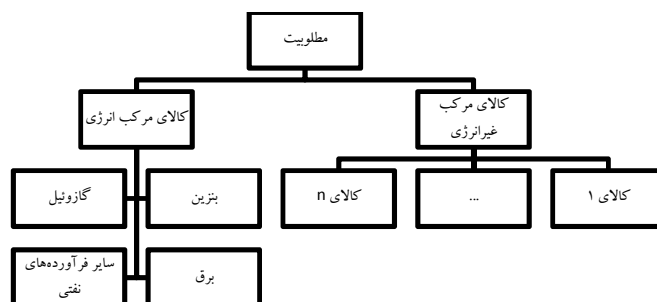 مطلوبیت
کالای مرکب
غیرانرژی
کالای مرکب انرژی
کالای ۱
...
کالای n
بنزین
گازوئیل
برق
سایر فرآورده‌های
نفتی